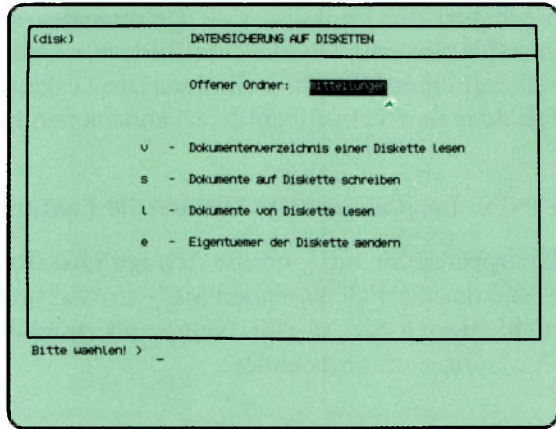 (disk) DATENSICHERUNG AUF DISKETTEN
Offener Ordner: mitteilungen
v - Dokumentenverzeichnis einer Diskette lesen
s - Dokumente auf Diskette schreiben
l - Dokumente von Diskette lesen
e - Eigentuemer der Diskette aendern
Bitte waehlen! > _